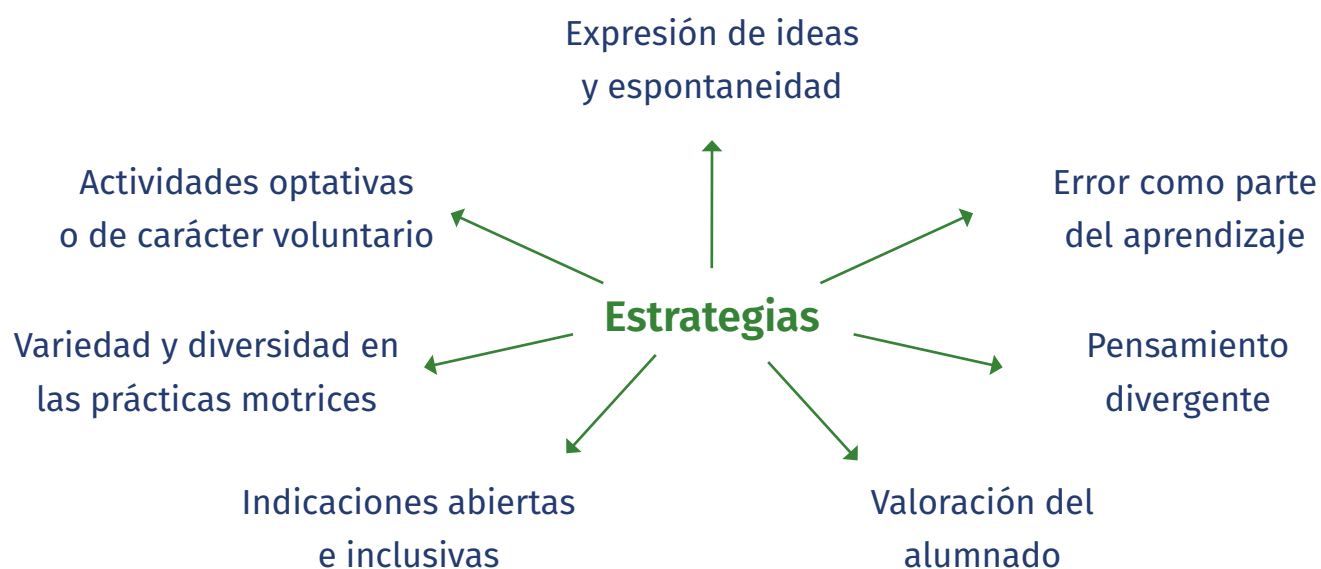 Expresión de ideas
y espontaneidad
Actividades optativas
o de carácter voluntario
Error como parte
del aprendizaje
Estrategias
Variedad y diversidad en
las prácticas motrices
Pensamiento
divergente
Indicaciones abiertas
e inclusivas
Valoración del
alumnado